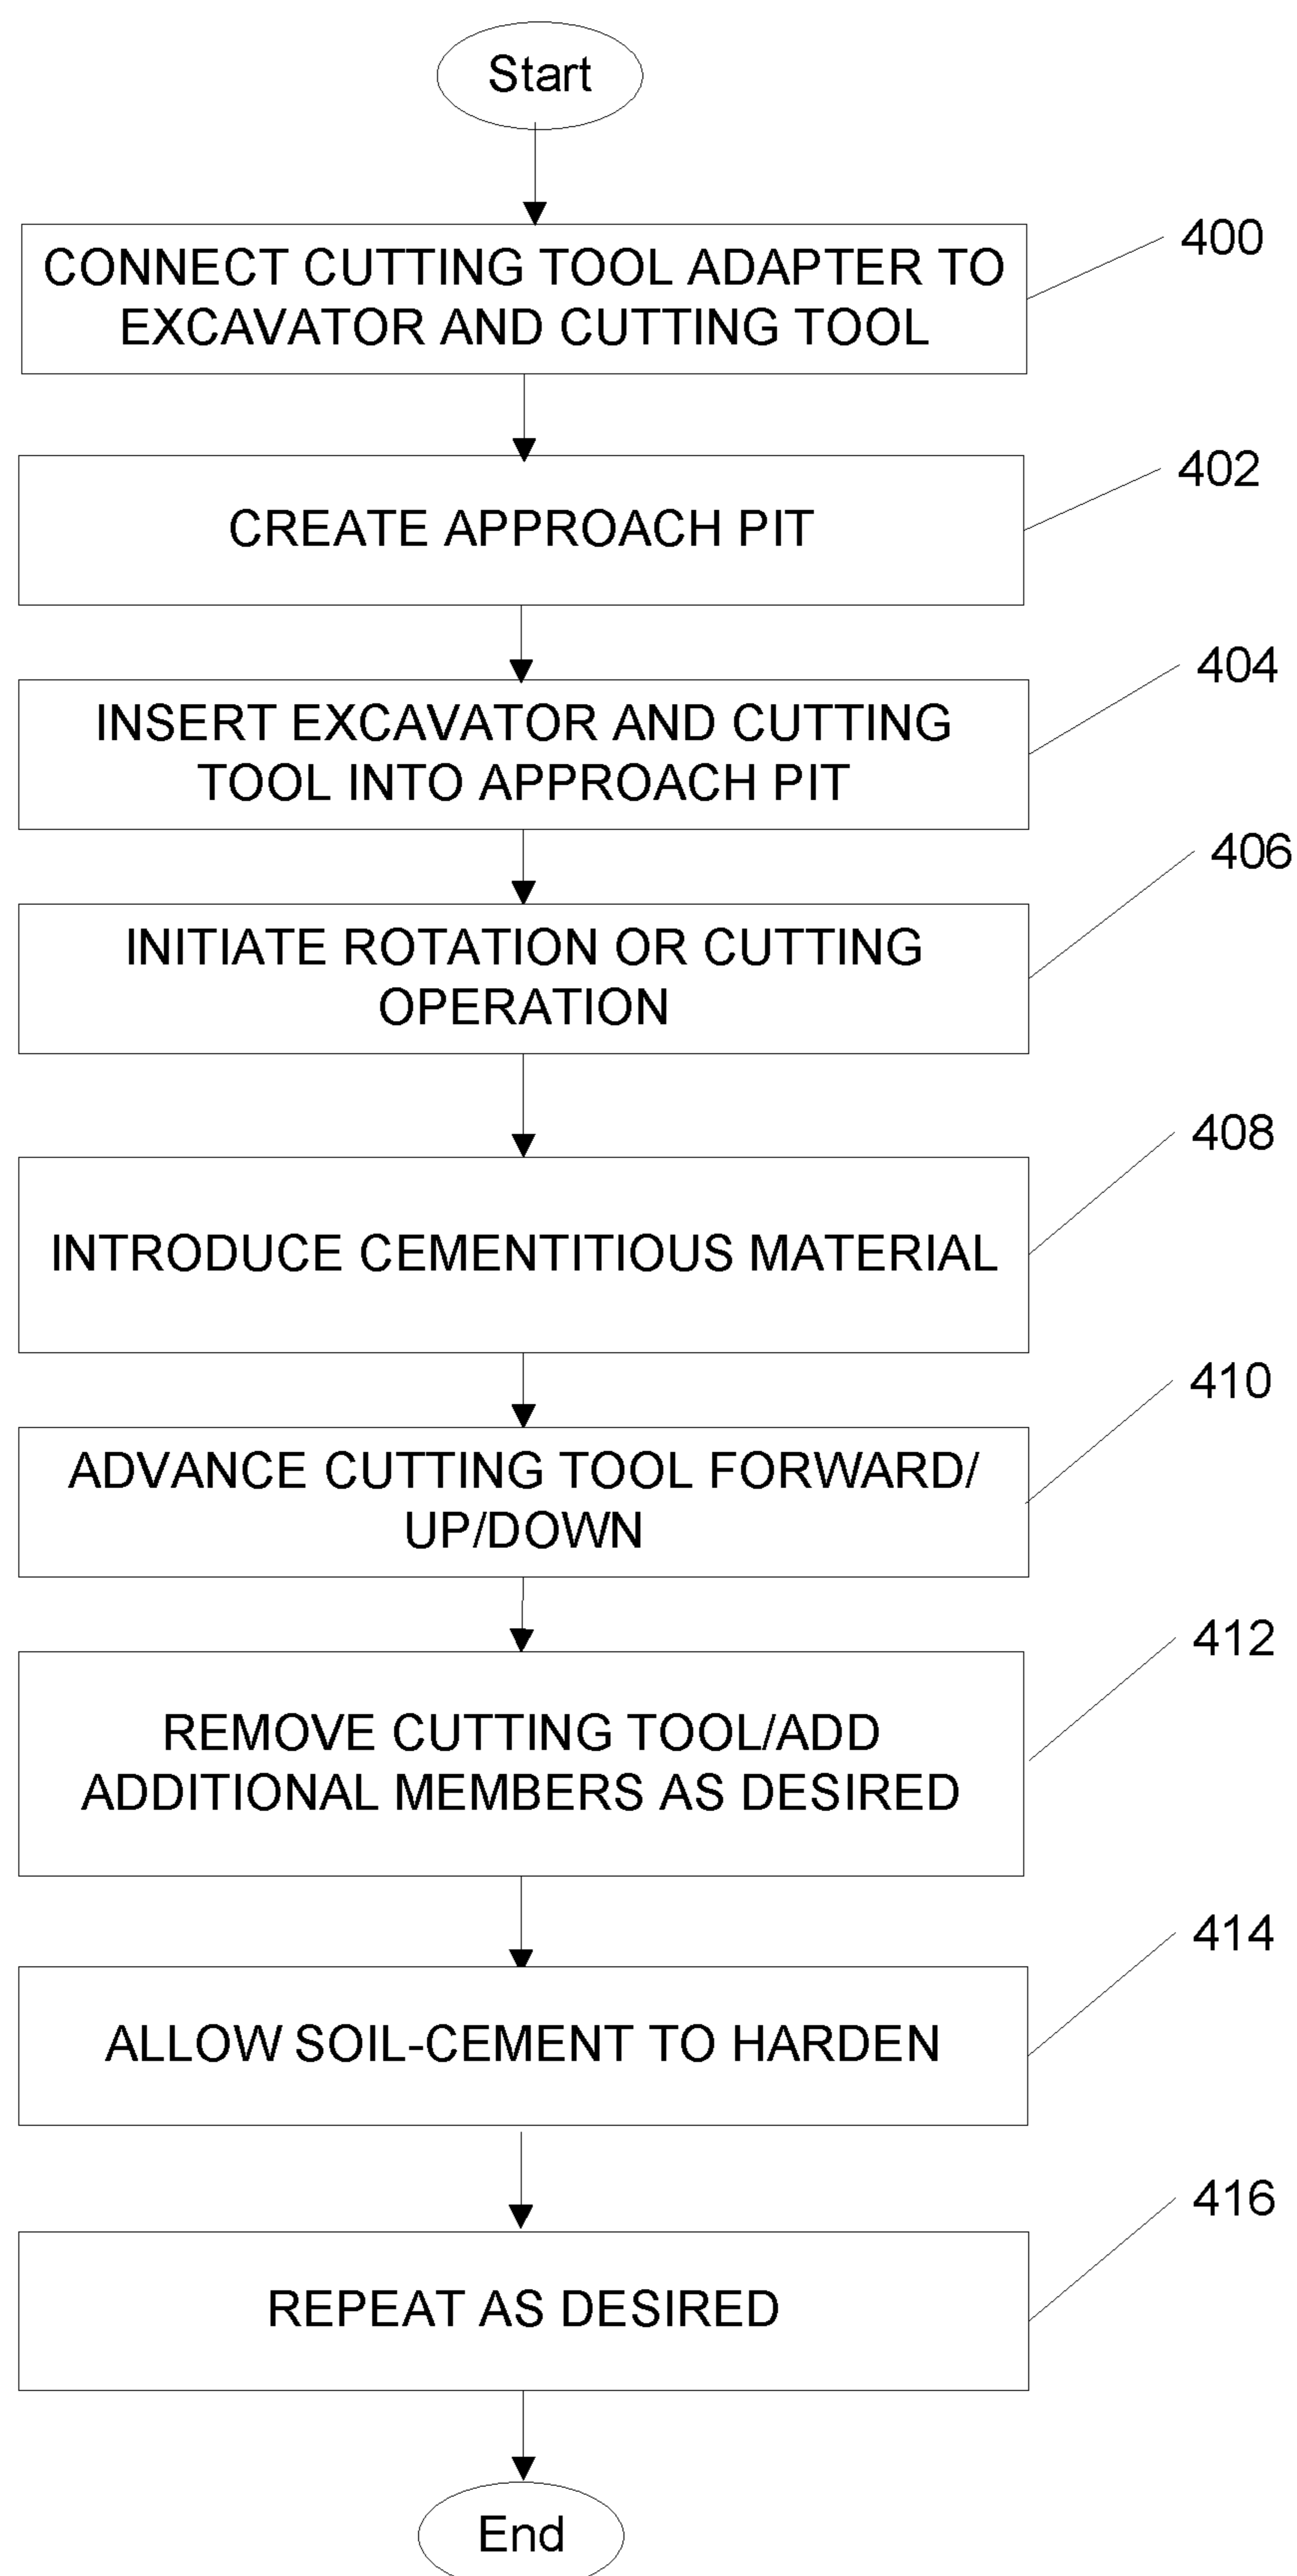 Start
CONNECT CUTTING TOOL ADAPTER TO
EXCAVATOR AND CUTTING TOOL
400
CREATE APPROACH PIT
402
INSERT EXCAVATOR AND CUTTING
TOOL INTO APPROACH PIT
404
INITIATE ROTATION OR CUTTING
OPERATION
406
INTRODUCE CEMENTITIOUS MATERIAL
408
ADVANCE CUTTING TOOL FORWARD/
UP/DOWN
410
REMOVE CUTTING TOOL/ADD
ADDITIONAL MEMBERS AS DESIRED
412
ALLOW SOIL-CEMENT TO HARDEN
414
REPEAT AS DESIRED
416
End